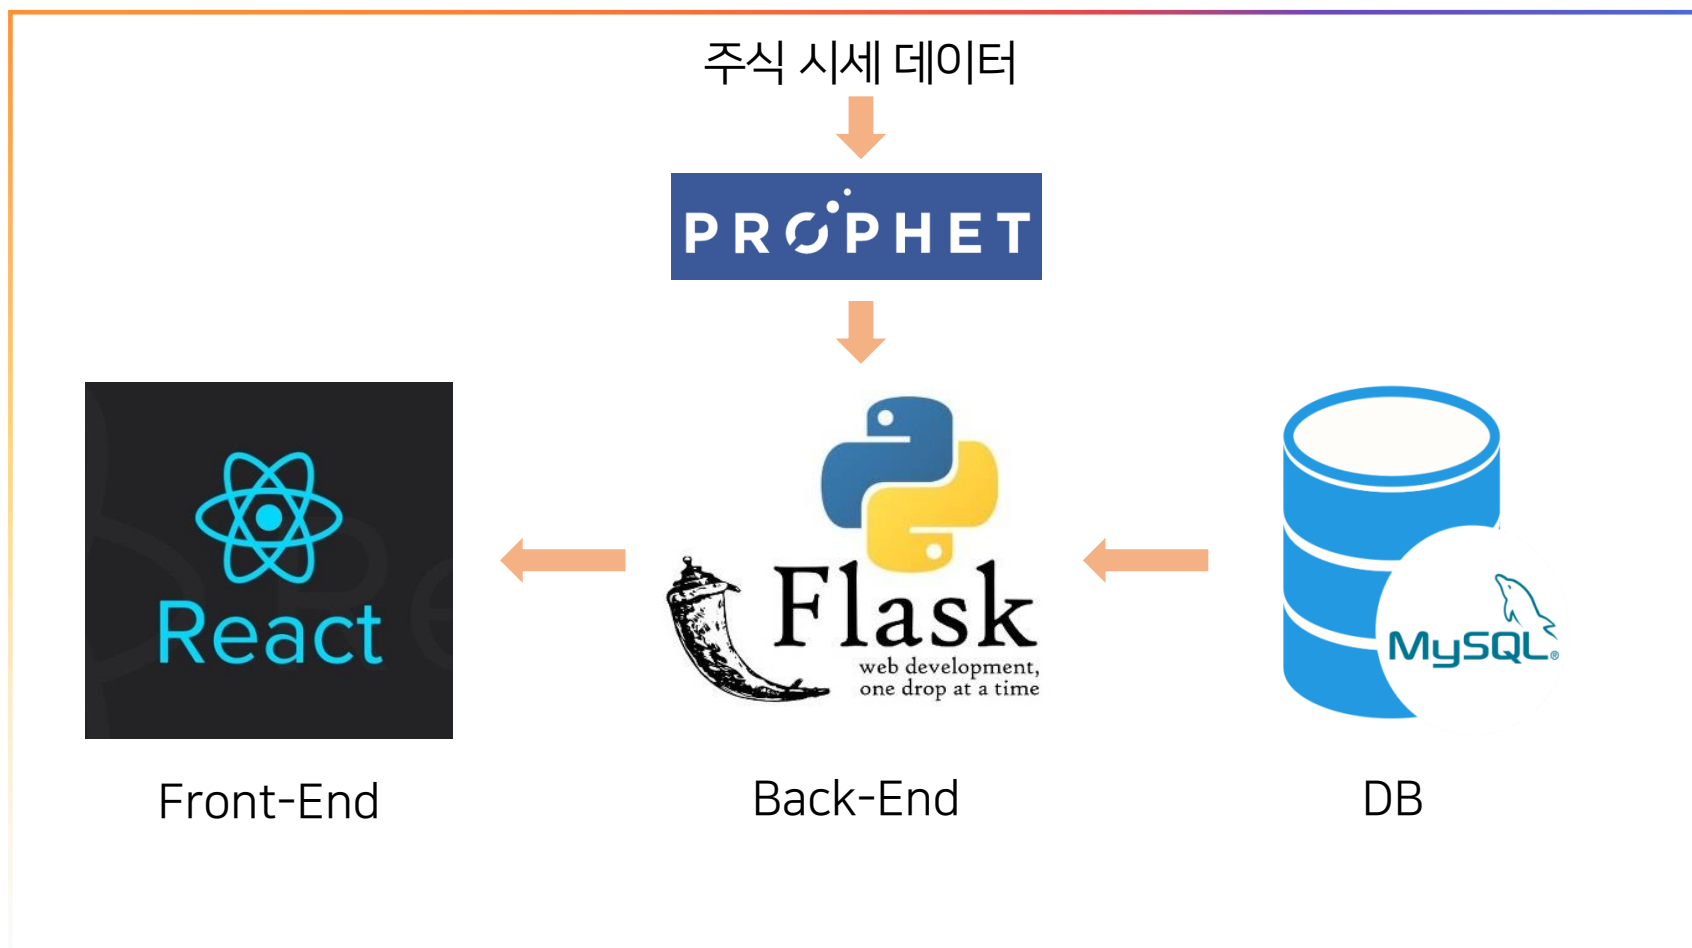 주식 시세 데이터
PROPHET
React
Flask
web development,
one drop at a time
MySQL®
Front-End
Back-End
DB